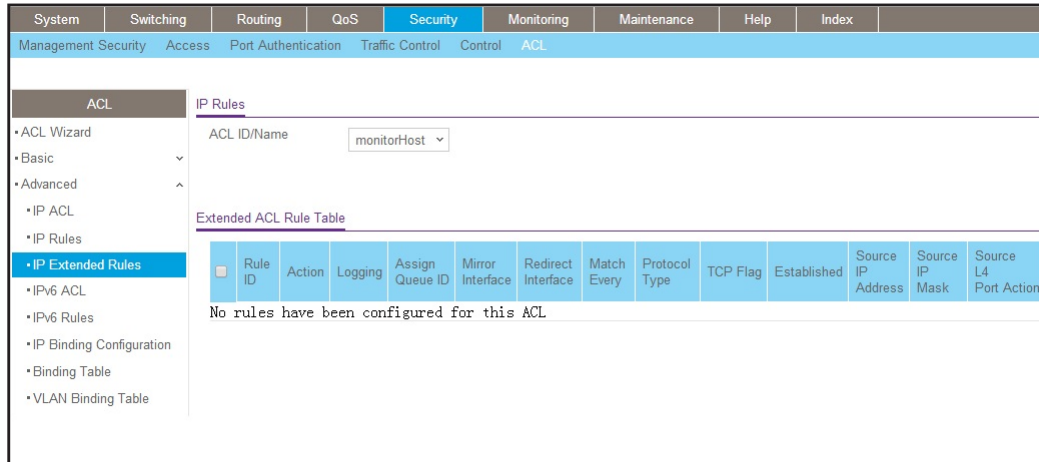 System Switching Routing QoS Security Monitoring Maintenance Help Index
Management Security Access Port Authentication Traffic Control Control ACL
ACL
ACL Wizard
Basic
Advanced
IP ACL
IP Rules
IP Extended Rules
IPv6 ACL
IPv6 Rules
IP Binding Configuration
Binding Table
VLAN Binding Table
IP Rules
ACL ID/Name monitorHost
Extended ACL Rule Table
Rule ID Action Logging Assign Queue ID Mirror Interface Redirect Interface Match Every Protocol Type TCP Flag Established Source IP Address Source IP Mask Source L4 Port Action
No rules have been configured for this ACL